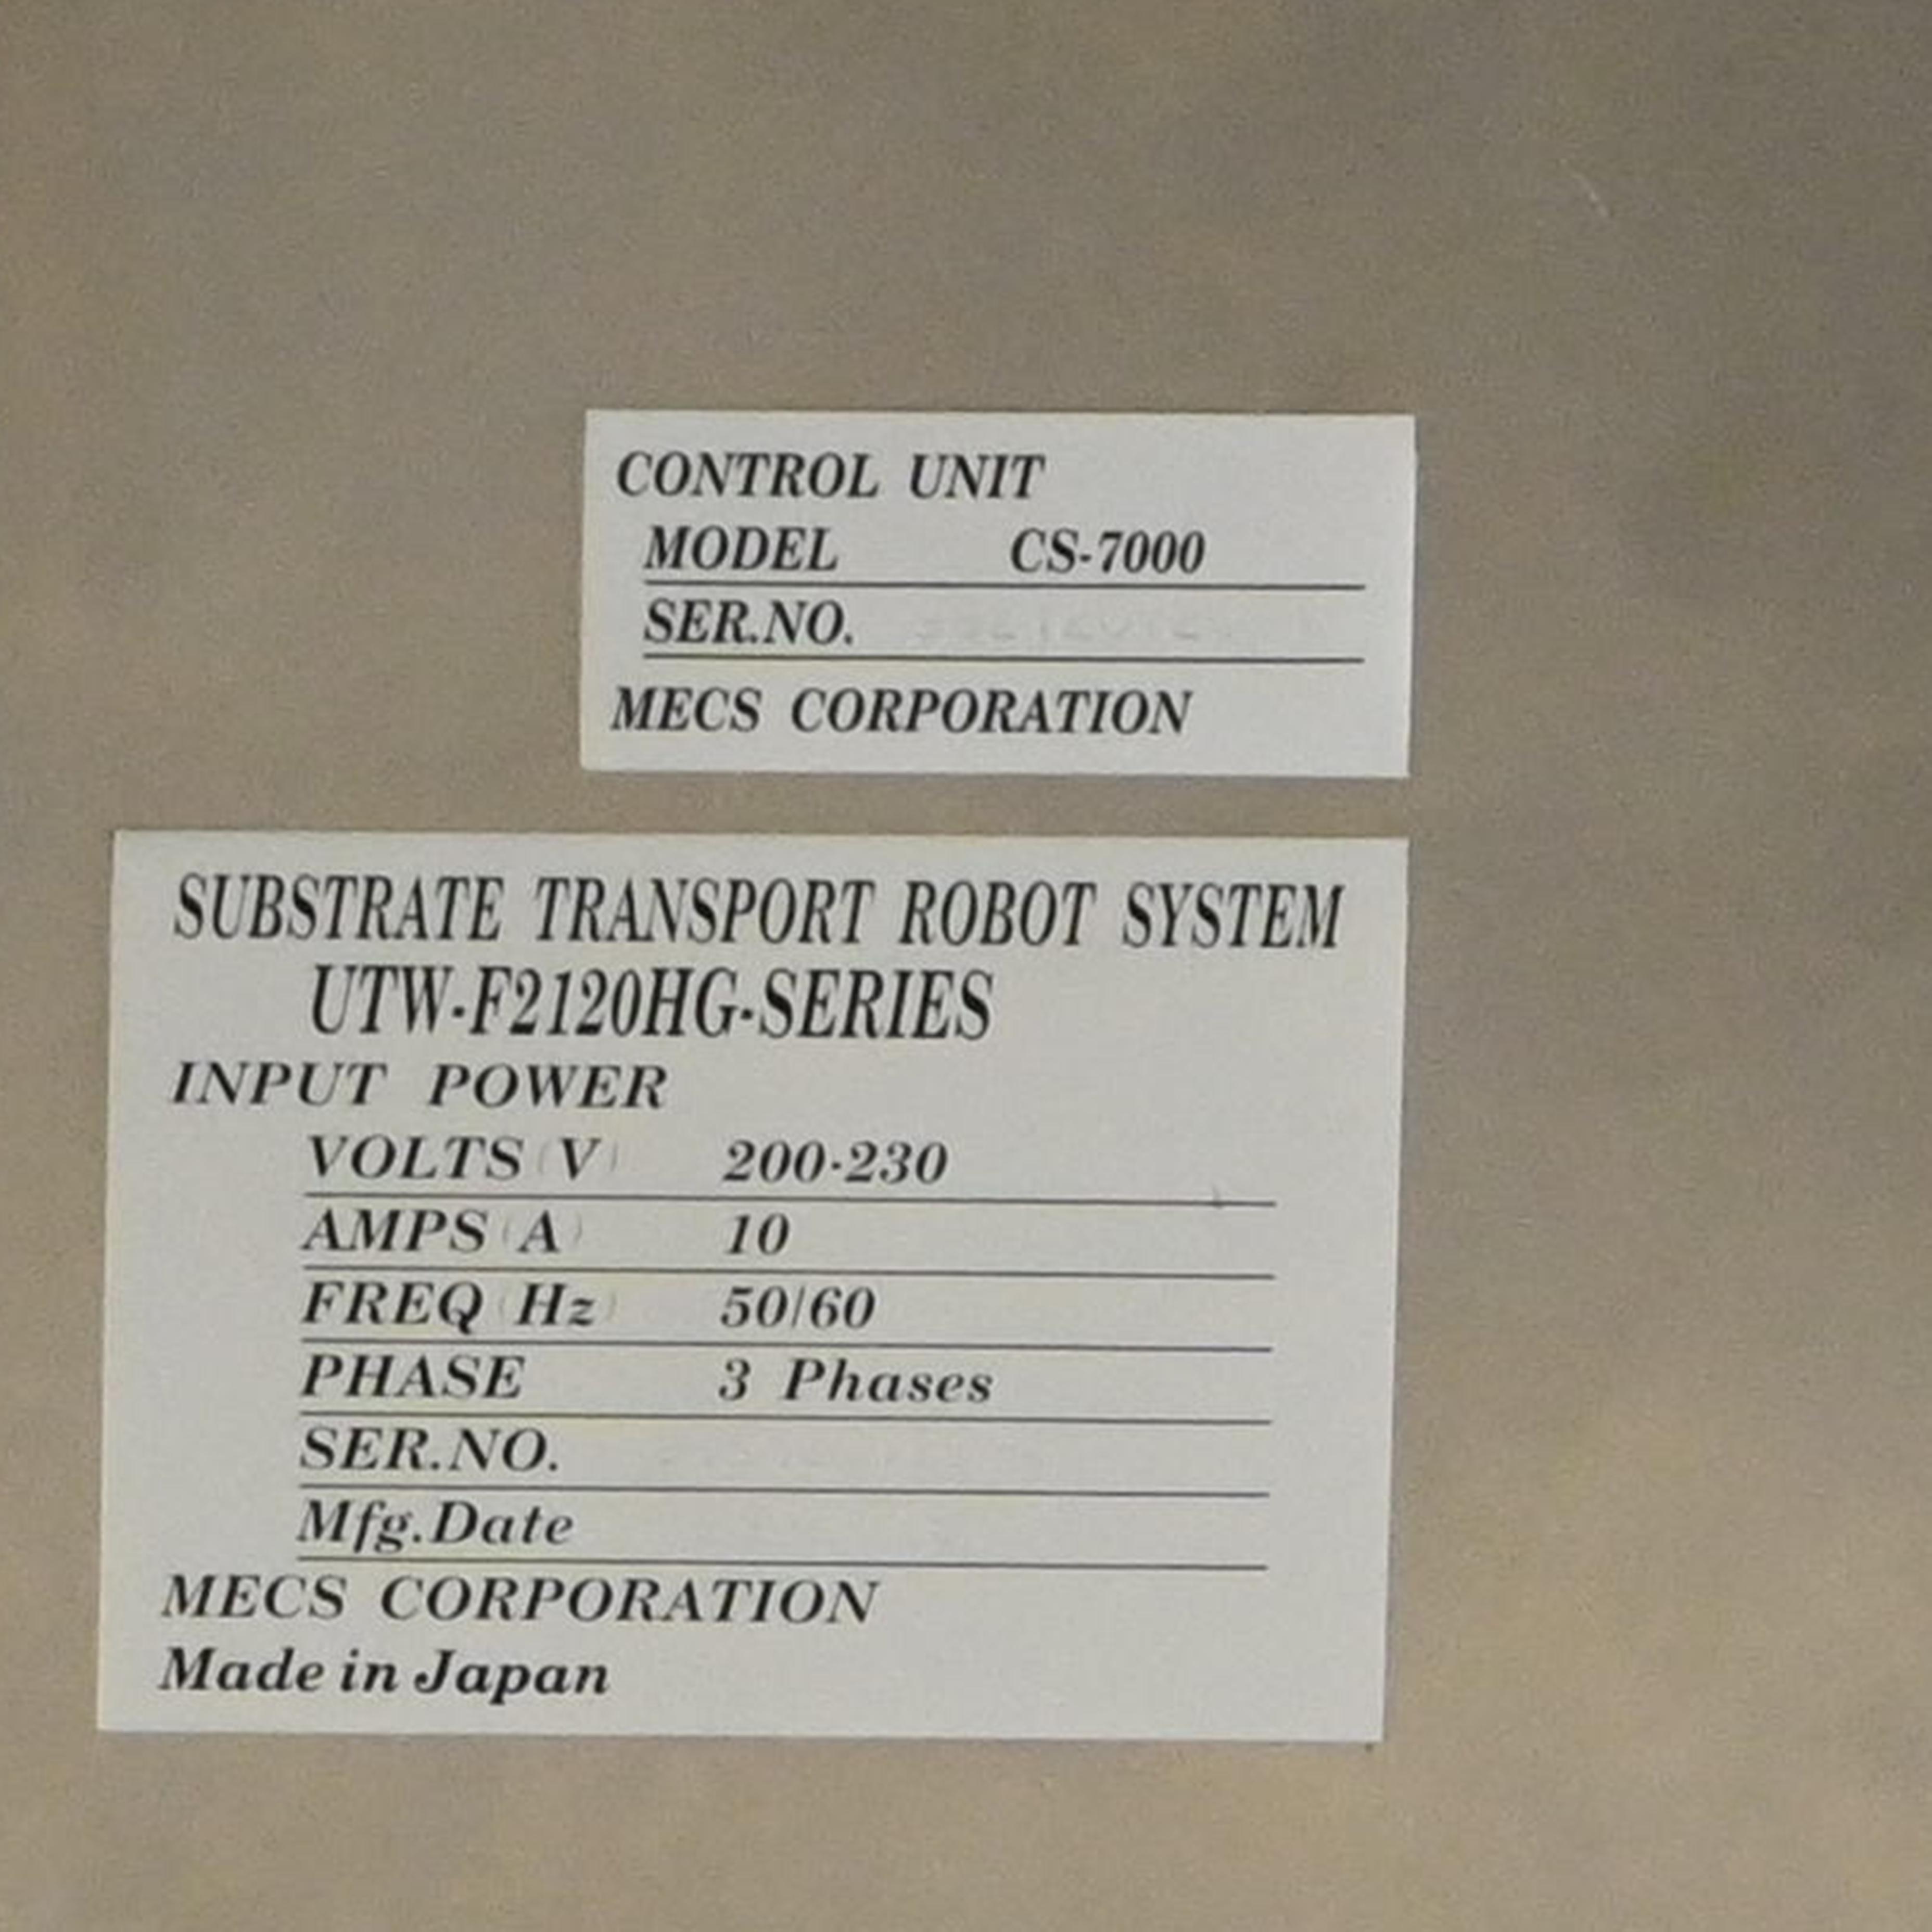 CONTROL UNIT
MODEL CS-7000
SER.NO.
MECS CORPORATION
SUBSTRATE TRANSPORT ROBOT SYSTEM
UTW-F2120HG-SERIES
INPUT POWER
VOLTS(V) 200-230
AMPS(A) 10
FREQ(Hz) 50/60
PHASE 3 Phases
SER.NO.
Mfg.Date
MECS CORPORATION
Made in Japan